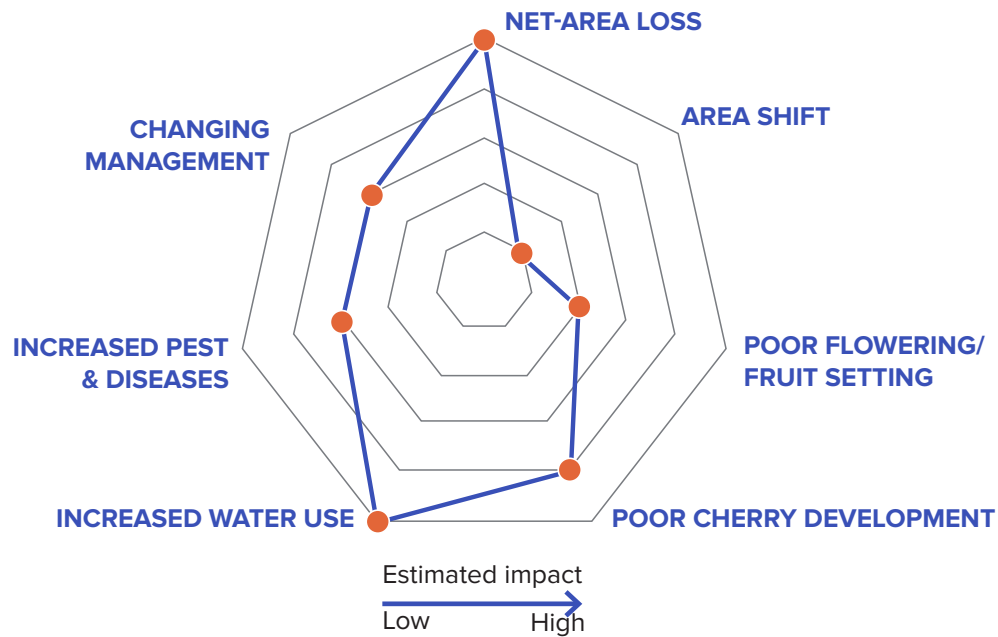 NET-AREA LOSS
AREA SHIFT
CHANGING
MANAGEMENT
INCREASED PEST
& DISEASES
POOR FLOWERING/
FRUIT SETTING
INCREASED WATER USE
POOR CHERRY DEVELOPMENT
Estimated impact
Low High